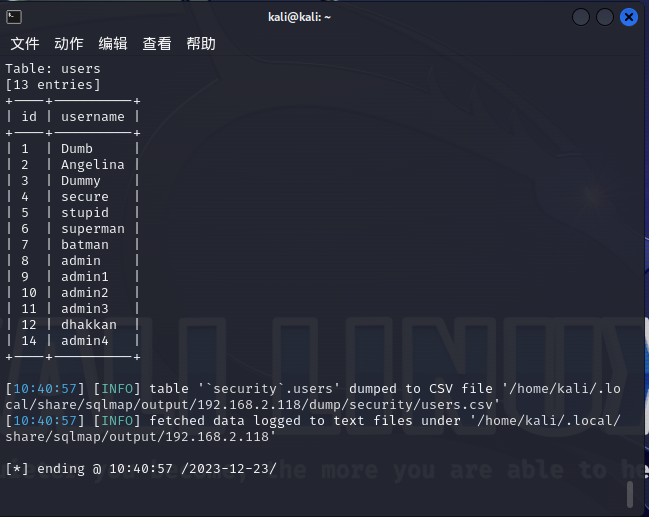 kali@kali: ~
文件 动作 编辑 查看 帮助
Table: users
[13 entries]
+----+----------+
| id | username |
+----+----------+
| 1  | Dumb     |
| 2  | Angelina |
| 3  | Dummy    |
| 4  | secure   |
| 5  | stupid   |
| 6  | superman |
| 7  | batman   |
| 8  | admin    |
| 9  | admin1   |
| 10 | admin2   |
| 11 | admin3   |
| 12 | dhakkan  |
| 14 | admin4   |
+----+----------+
[10:40:57] [INFO] table '`security`.users' dumped to CSV file '/home/kali/.lo
cal/share/sqlmap/output/192.168.2.118/dump/security/users.csv'
[10:40:57] [INFO] fetched data logged to text files under '/home/kali/.local/
share/sqlmap/output/192.168.2.118'
[*] ending @ 10:40:57 /2023-12-23/
KALI LINUX
the more you are able to he